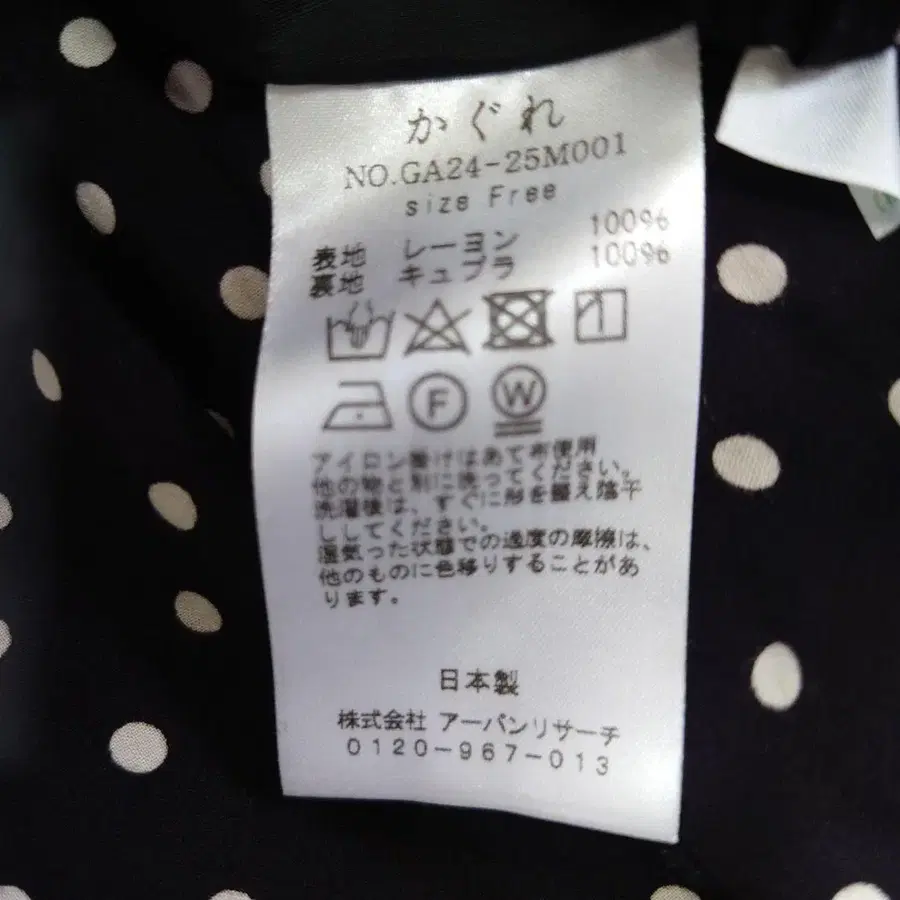 かぐれ
NO.GA24-25M001
size Free
表地 レーヨン 100%
裏地 キュプラ 100%
F W
アイロン掛けはあて布使用
他の物と別に洗ってください。
洗濯後は、すぐに形を整え陰干
ししてください。
湿気った状態での過度の摩擦は、
他のものに色移りすることがあ
ります。
日本製
株式会社 アーバンリサーチ
0120-967-013